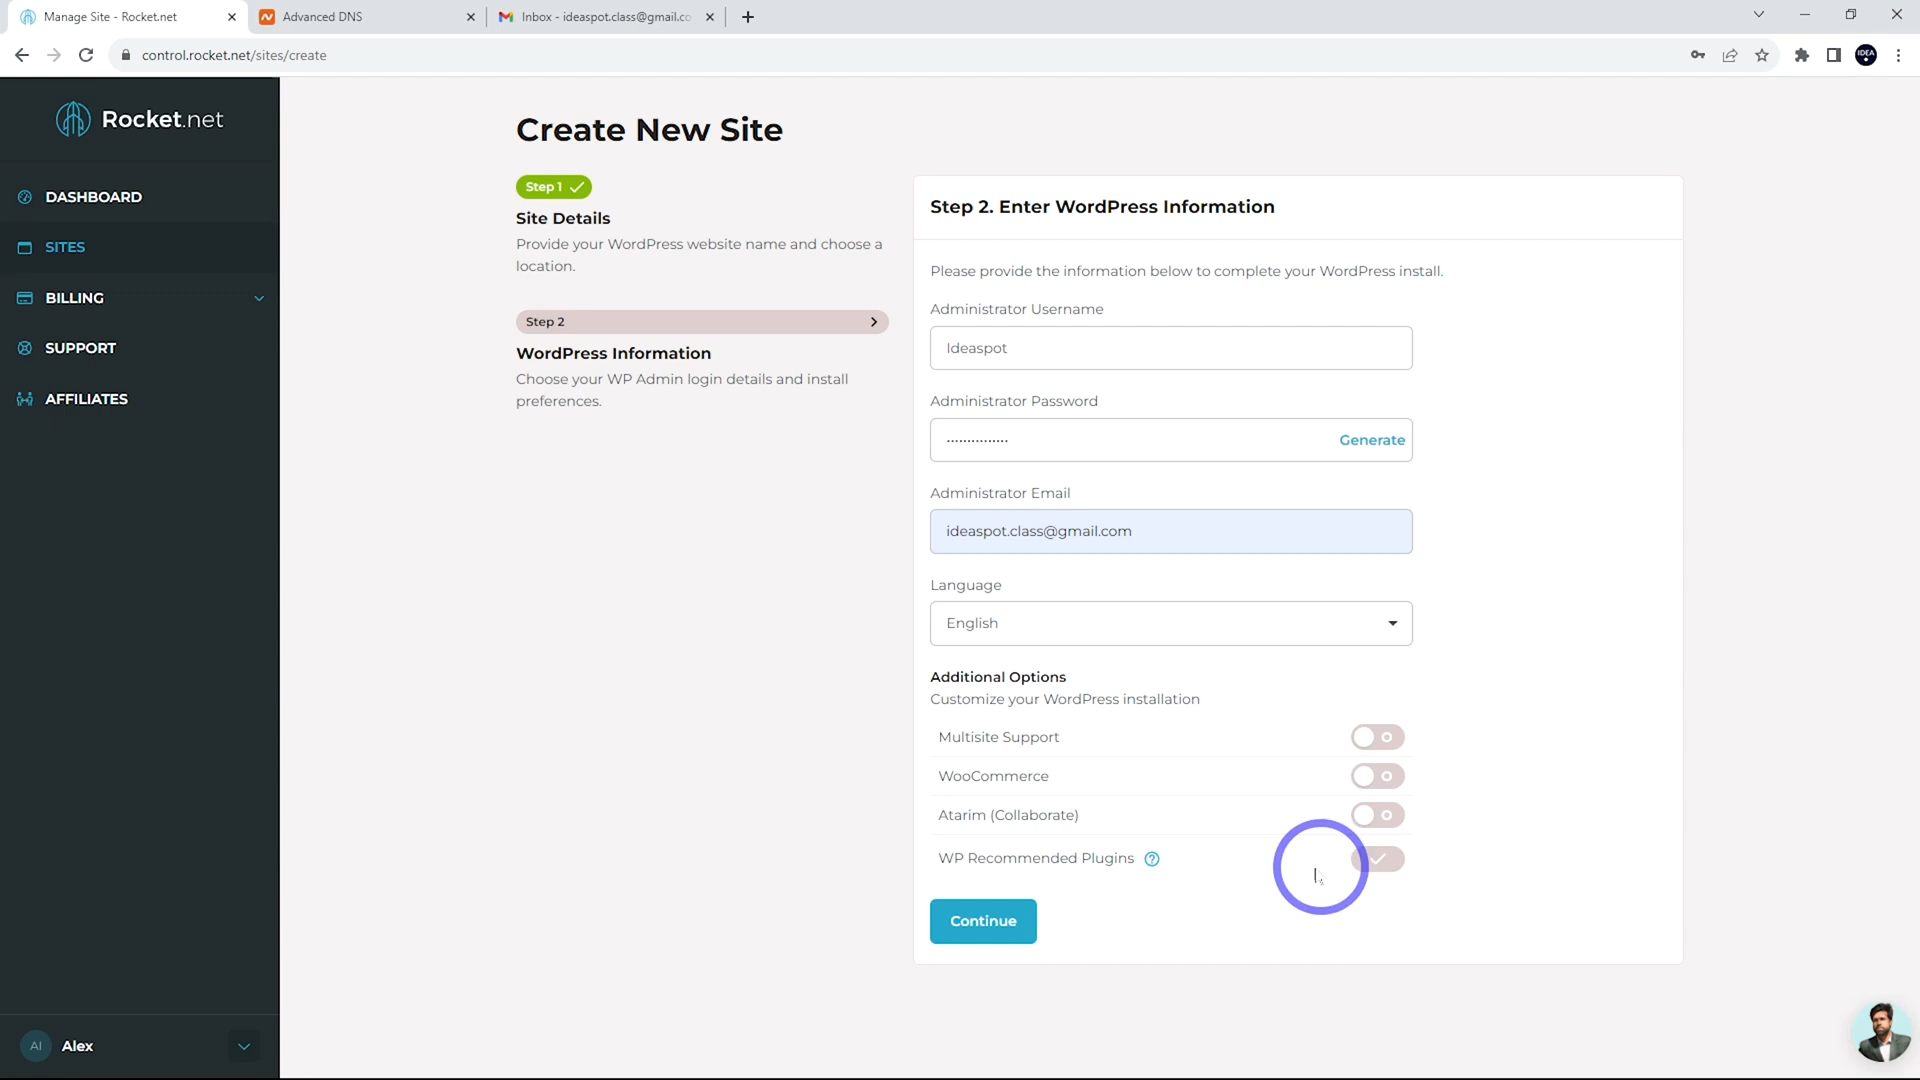 Manage Site - Rocket.net
Advanced DNS
Inbox - ideaspot.class@gmail.co
control.rocket.net/sites/create
IDEA
Rocket.net
DASHBOARD
SITES
BILLING
SUPPORT
AFFILIATES
AI
Alex
Create New Site
Step 1
Site Details
Provide your WordPress website name and choose a
location.
Step 2
WordPress Information
Choose your WP Admin login details and install
preferences.
Step 2. Enter WordPress Information
Please provide the information below to complete your WordPress install.
Administrator Username
Ideaspot
Administrator Password
...............
Generate
Administrator Email
ideaspot.class@gmail.com
Language
English
Additional Options
Customize your WordPress installation
Multisite Support
WooCommerce
Atarim (Collaborate)
WP Recommended Plugins ?
Continue